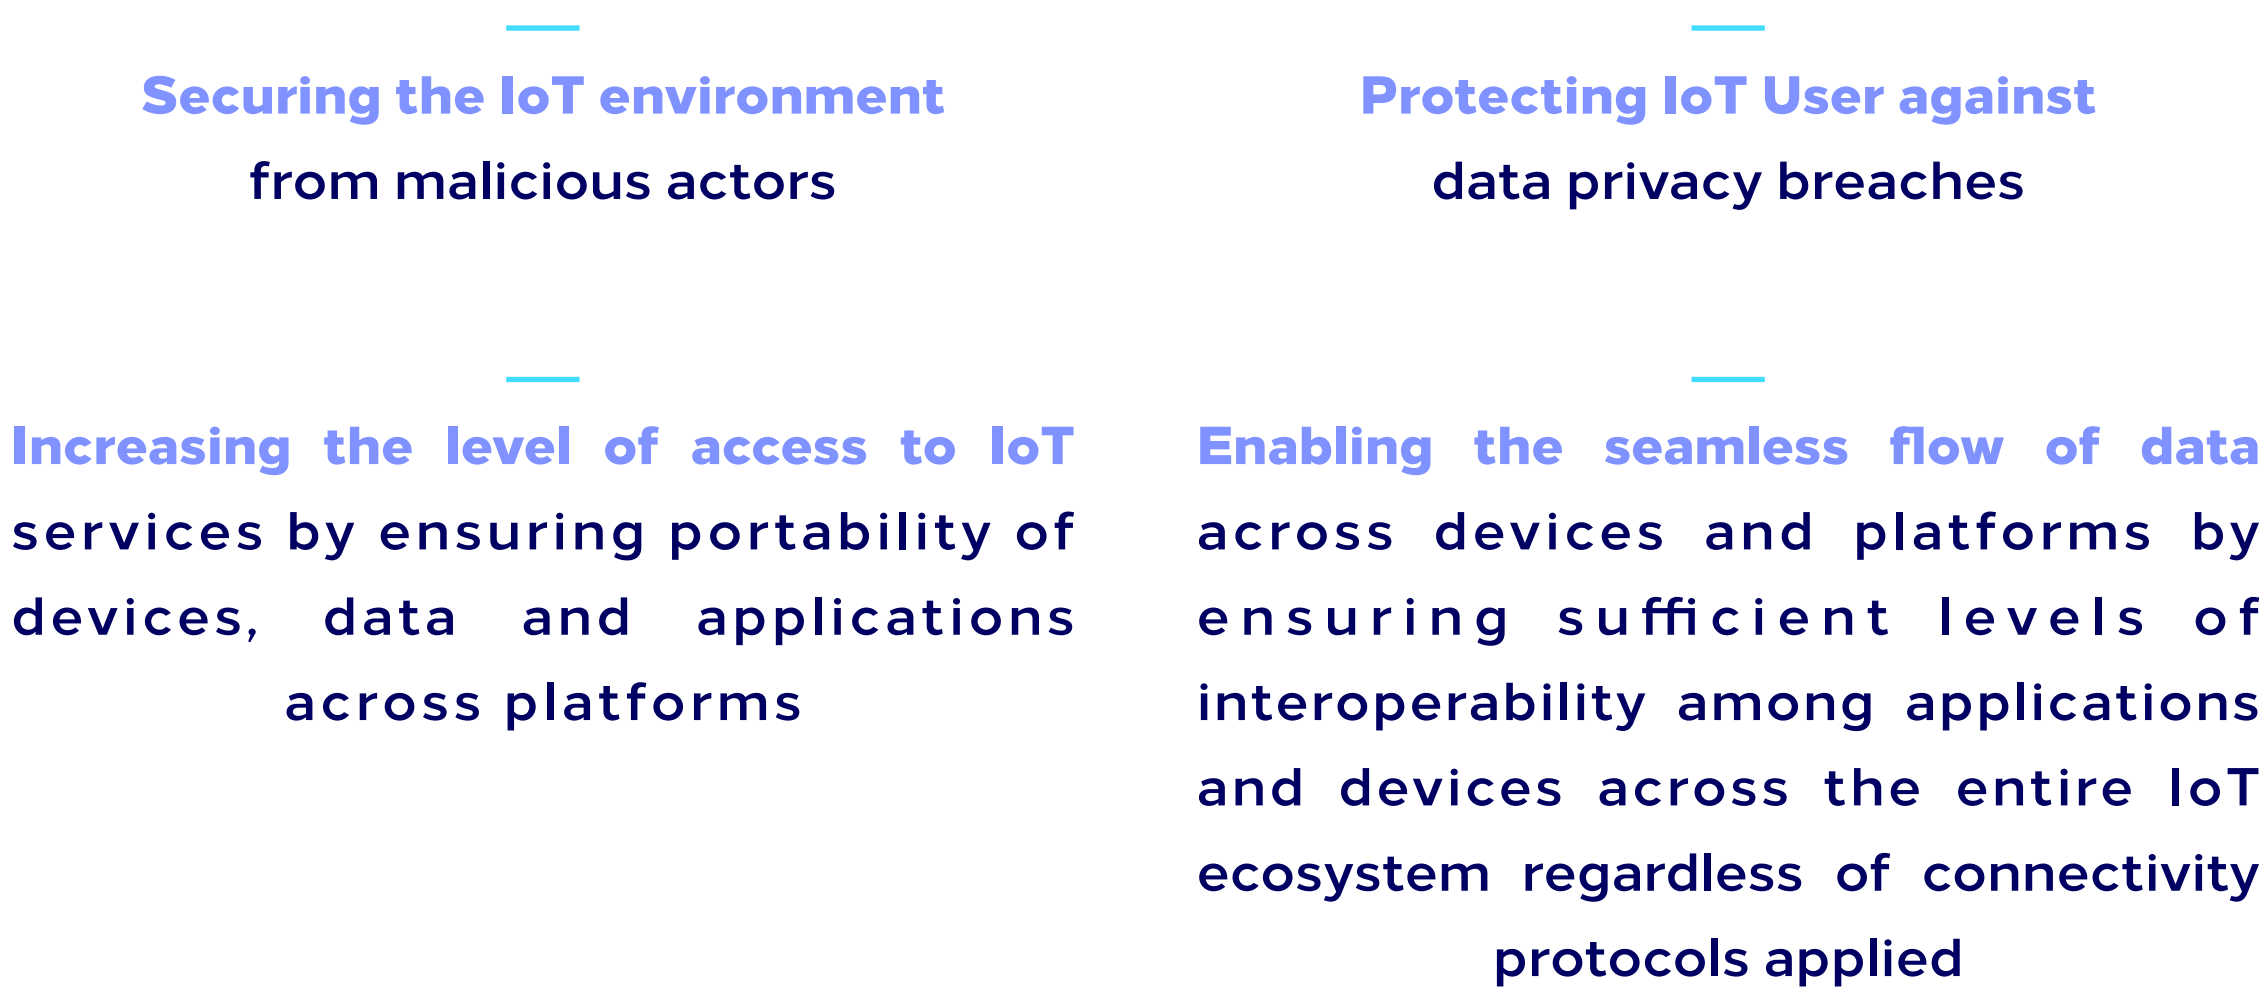 Securing the IoT environment
from malicious actors
Protecting IoT User against
data privacy breaches
Increasing the level of access to IoT
services by ensuring portability of
devices, data and applications
across platforms
Enabling the seamless flow of data
across devices and platforms by
ensuring sufficient levels of
interoperability among applications
and devices across the entire IoT
ecosystem regardless of connectivity
protocols applied